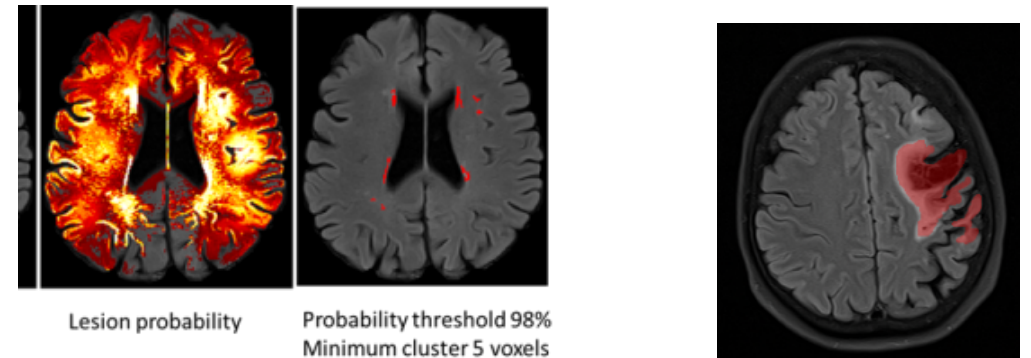 Lesion probability
Probability threshold 98%
Minimum cluster 5 voxels